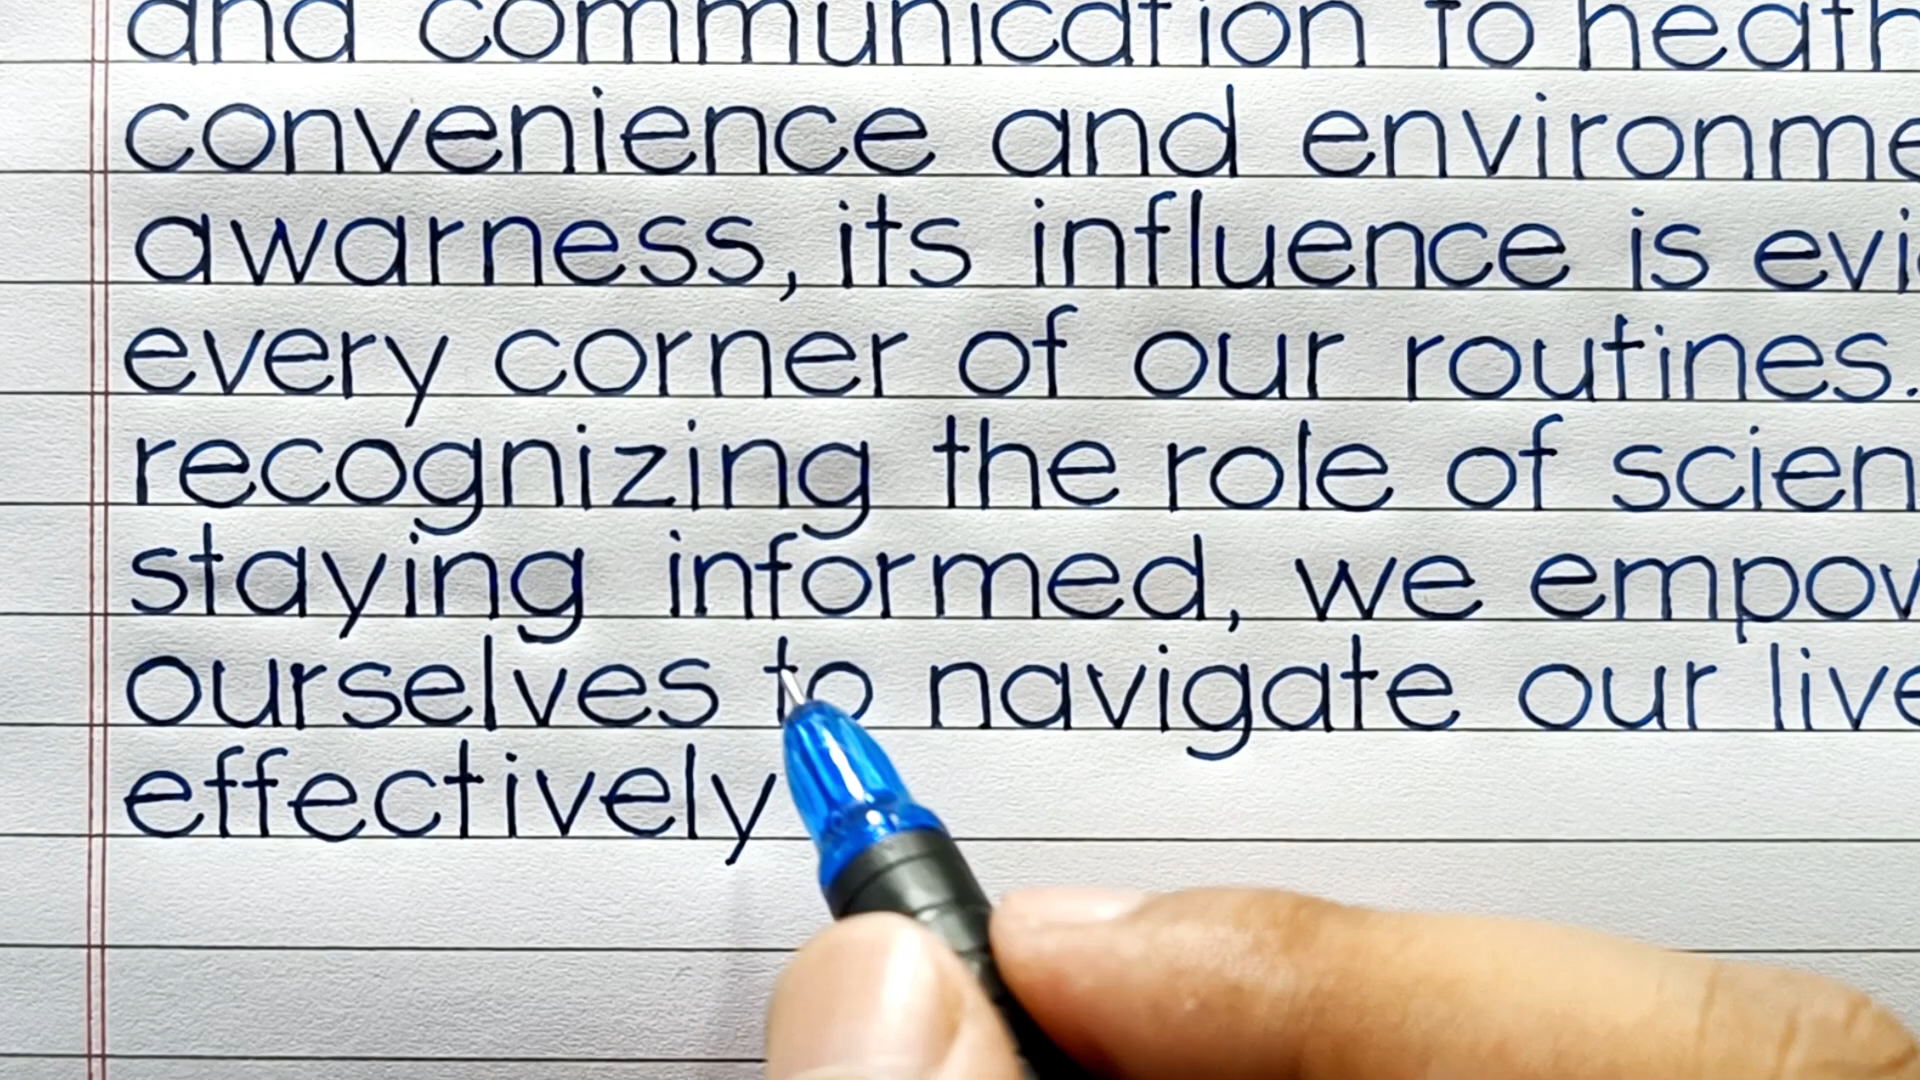 and communication to heath
convenience and environme
awarness, its influence is evi
every corner of our routines.
recognizing the role of scien
staying informed, we empow
ourselves to navigate our live
effectively